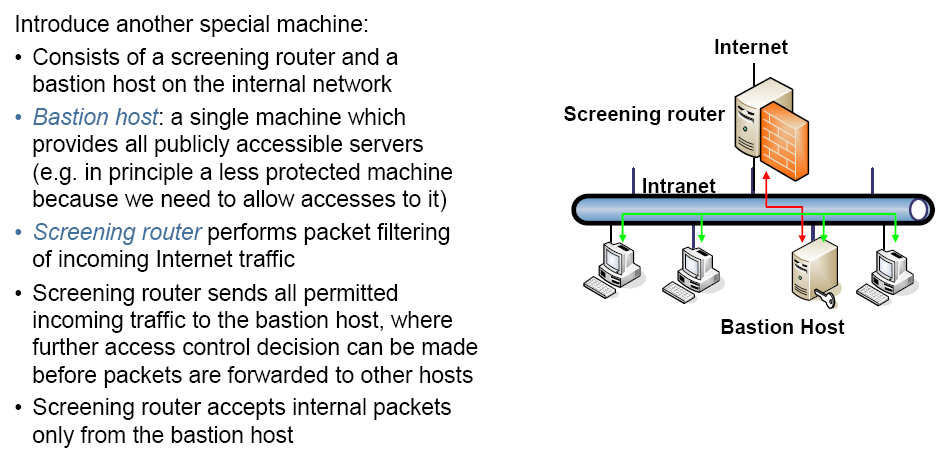 Introduce another special machine:
• Consists of a screening router and a
bastion host on the internal network
• Bastion host: a single machine which
provides all publicly accessible servers
(e.g. in principle a less protected machine
because we need to allow accesses to it)
• Screening router performs packet filtering
of incoming Internet traffic
• Screening router sends all permitted
incoming traffic to the bastion host, where
further access control decision can be made
before packets are forwarded to other hosts
• Screening router accepts internal packets
only from the bastion host
Internet
Screening router
Intranet
Bastion Host